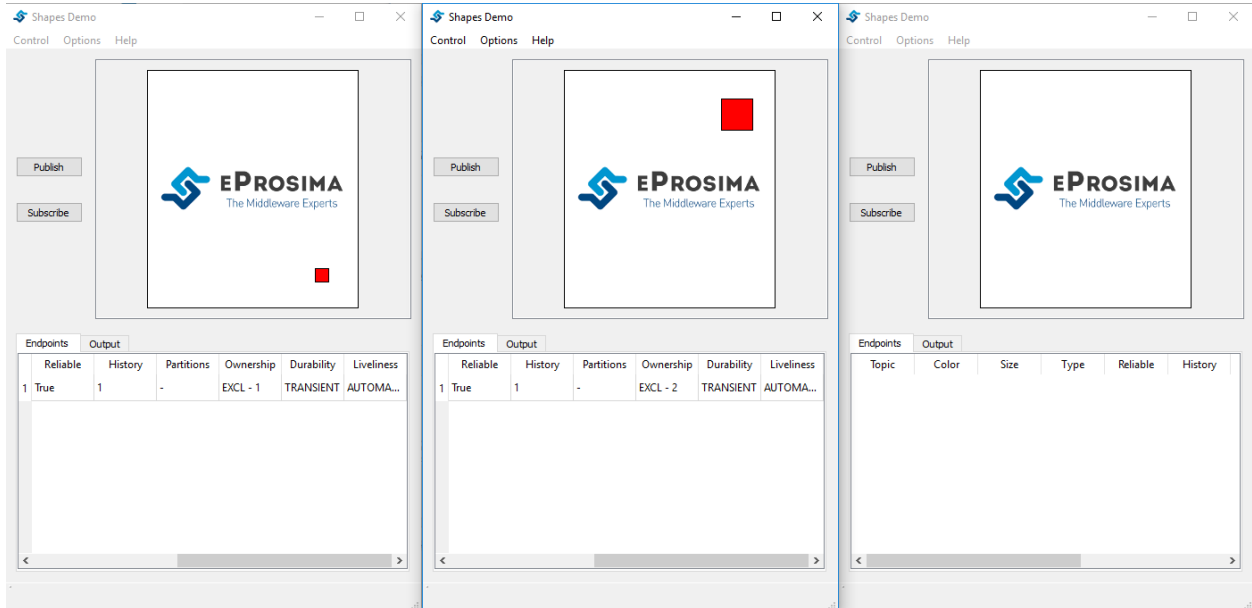 Shapes Demo
Control Options Help
Publish
Subscribe
EPROSIMA
The Middleware Experts
Endpoints Output
Reliable History Partitions Ownership Durability Liveliness
1 True 1 - EXCL - 1 TRANSIENT AUTOMA...
-
Shapes Demo
Control Options Help
Publish
Subscribe
EPROSIMA
The Middleware Experts
Endpoints Output
Reliable History Partitions Ownership Durability Liveliness
1 True 1 - EXCL - 2 TRANSIENT AUTOMA...
-
Shapes Demo
Control Options Help
Publish
Subscribe
EPROSIMA
The Middleware Experts
Endpoints Output
Topic Color Size Type Reliable History
-